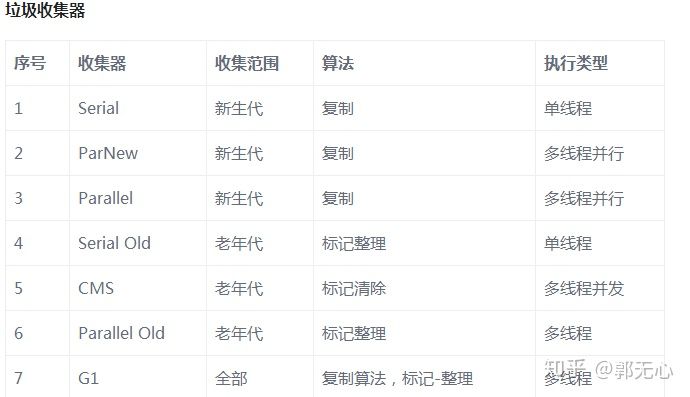 垃圾收集器
序号 收集器 收集范围 算法 执行类型
1 Serial 新生代 复制 单线程
2 ParNew 新生代 复制 多线程并行
3 Parallel 新生代 复制 多线程并行
4 Serial Old 老年代 标记整理 单线程
5 CMS 老年代 标记清除 多线程并发
6 Parallel Old 老年代 标记整理 多线程
7 G1 全部 复制算法，标记-整理 多线程
知乎 @郭无心